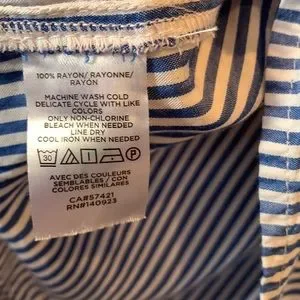 100% RAYON/RAYONNE/
RAYÓN
MACHINE WASH COLD
DELICATE CYCLE WITH LIKE
COLORS
ONLY NON-CHLORINE
BLEACH WHEN NEEDED
LINE DRY
COOL IRON WHEN NEEDED
30
AVEC DES COULEURS
SEMBLABLES / CON
COLORES SIMILARES
CA#57421
RN#140923